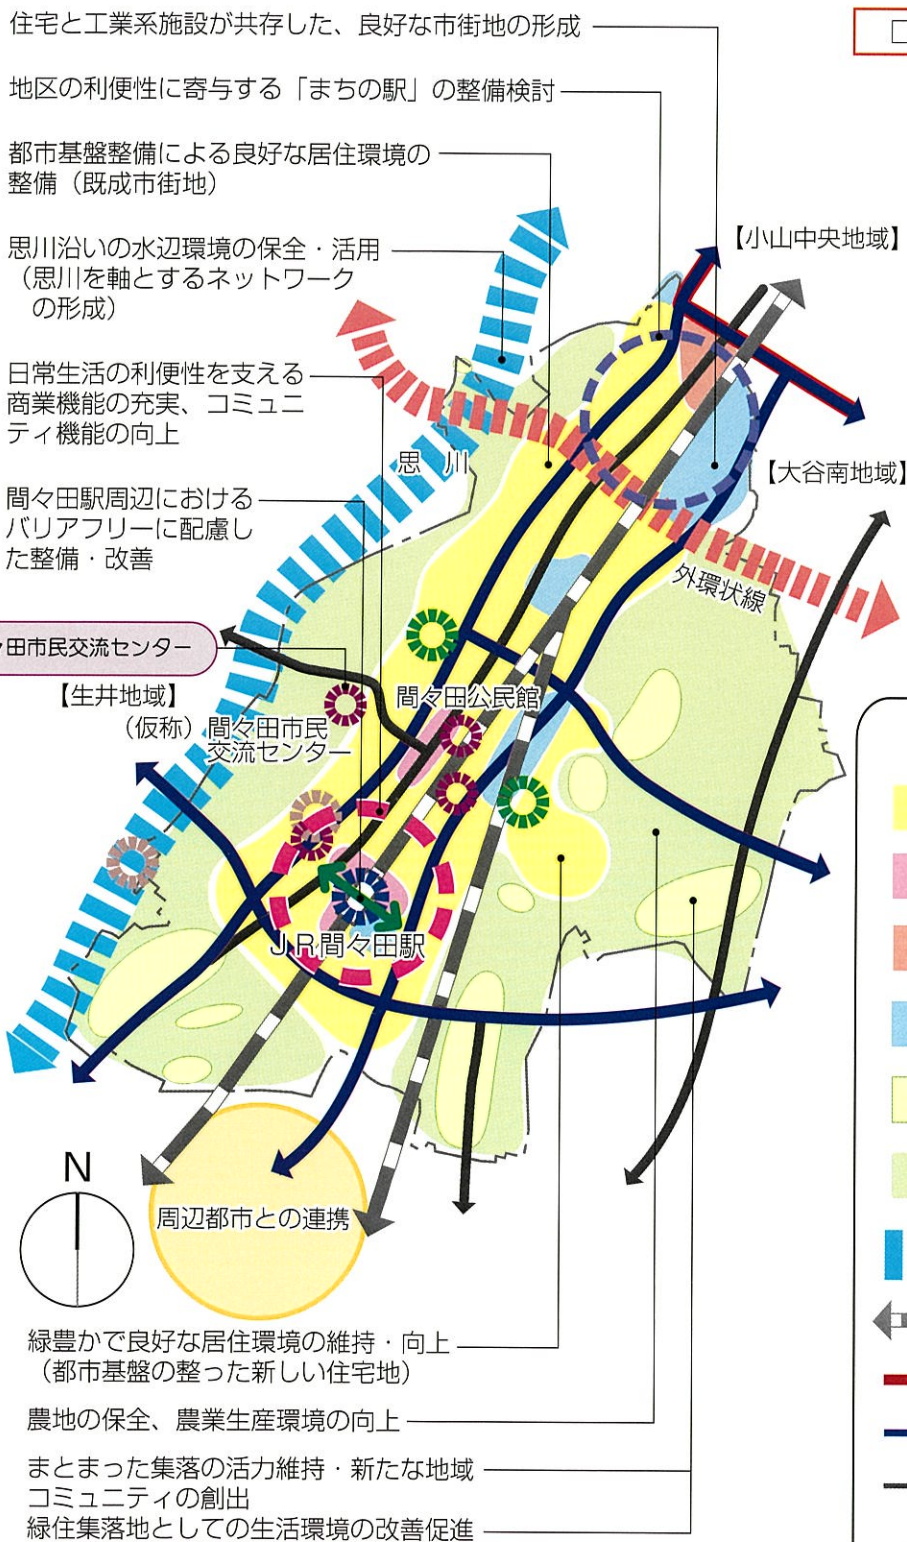 住宅と工業系施設が共存した、良好な市街地の形成
地区の利便性に寄与する「まちの駅」の整備検討
都市基盤整備による良好な居住環境の
整備（既成市街地）
思川沿いの水辺環境の保全・活用
（思川を軸とするネットワーク
の形成）
日常生活の利便性を支える
商業機能の充実、コミュニ
ティ機能の向上
間々田駅周辺における
バリアフリーに配慮し
た整備・改善
【小山中央地域】
【大谷南地域】
思 川
外環状線
田市民交流センター
【生井地域】
（仮称）間々田市民
交流センター
間々田公民館
ＪＲ間々田駅
N
周辺都市との連携
緑豊かで良好な居住環境の維持・向上
（都市基盤の整った新しい住宅地）
農地の保全、農業生産環境の向上
まとまった集落の活力維持・新たな地域
コミュニティの創出
緑住集落地としての生活環境の改善促進